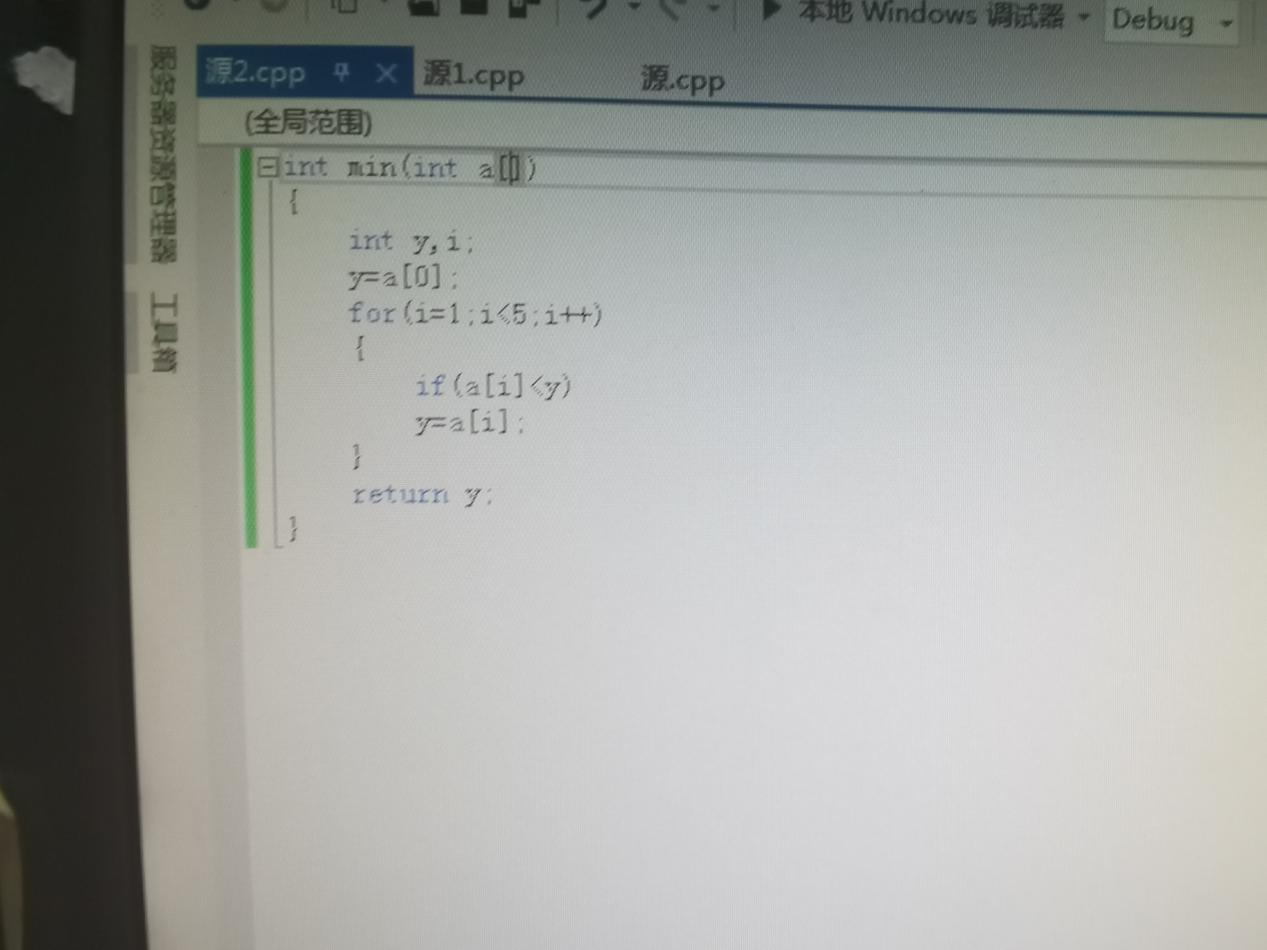 本地 Windows 调试器 Debug
源2.cpp 源1.cpp 源.cpp
服务器资源管理器
工具箱
(全局范围)
int min(int a[])
{
int y,i;
y=a[0];
for(i=1;i<5;i++)
{
if(a[i]<y)
y=a[i];
}
return y;
}